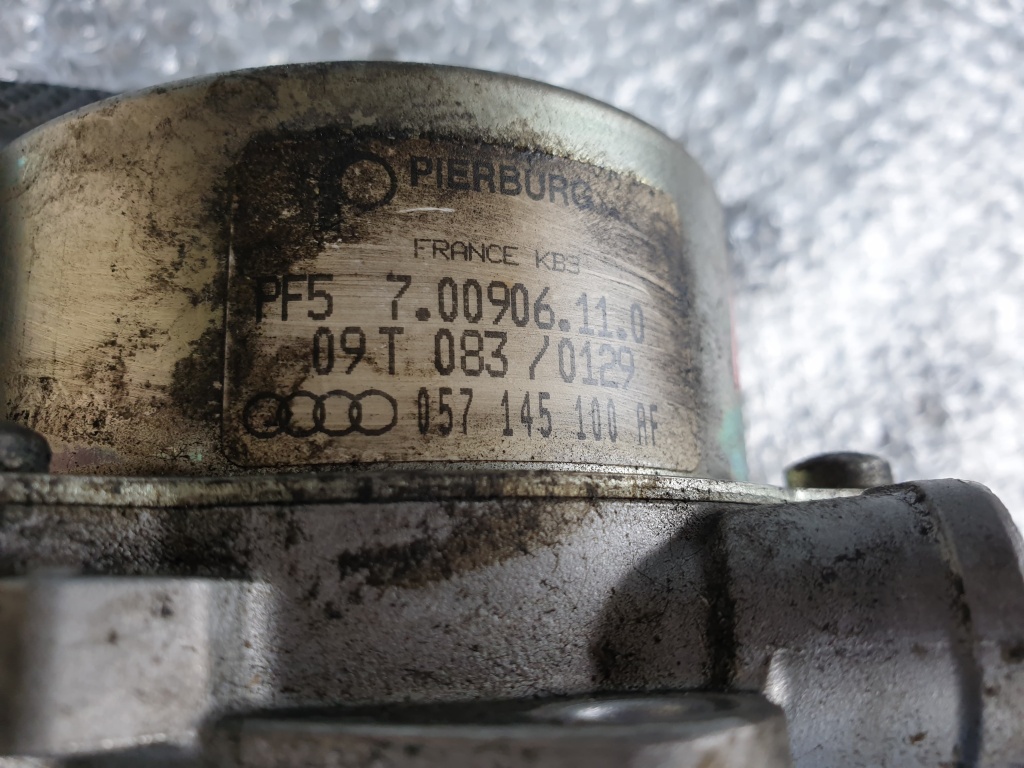 PIERBURG
FRANCE KB3
PF5 7.00906.11.0
09T 083/0129
057 145 100 AF